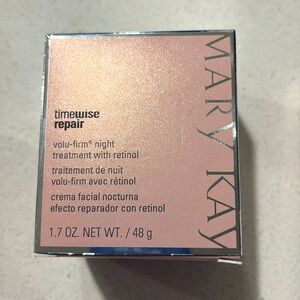 timewise
repair
volu-firm® night
treatment with retinol
traitement de nuit
volu-firm avec rétinol
crema facial nocturna
efecto reparador con retinol
1.7 OZ. NET WT. / 48 g
MARY KAY